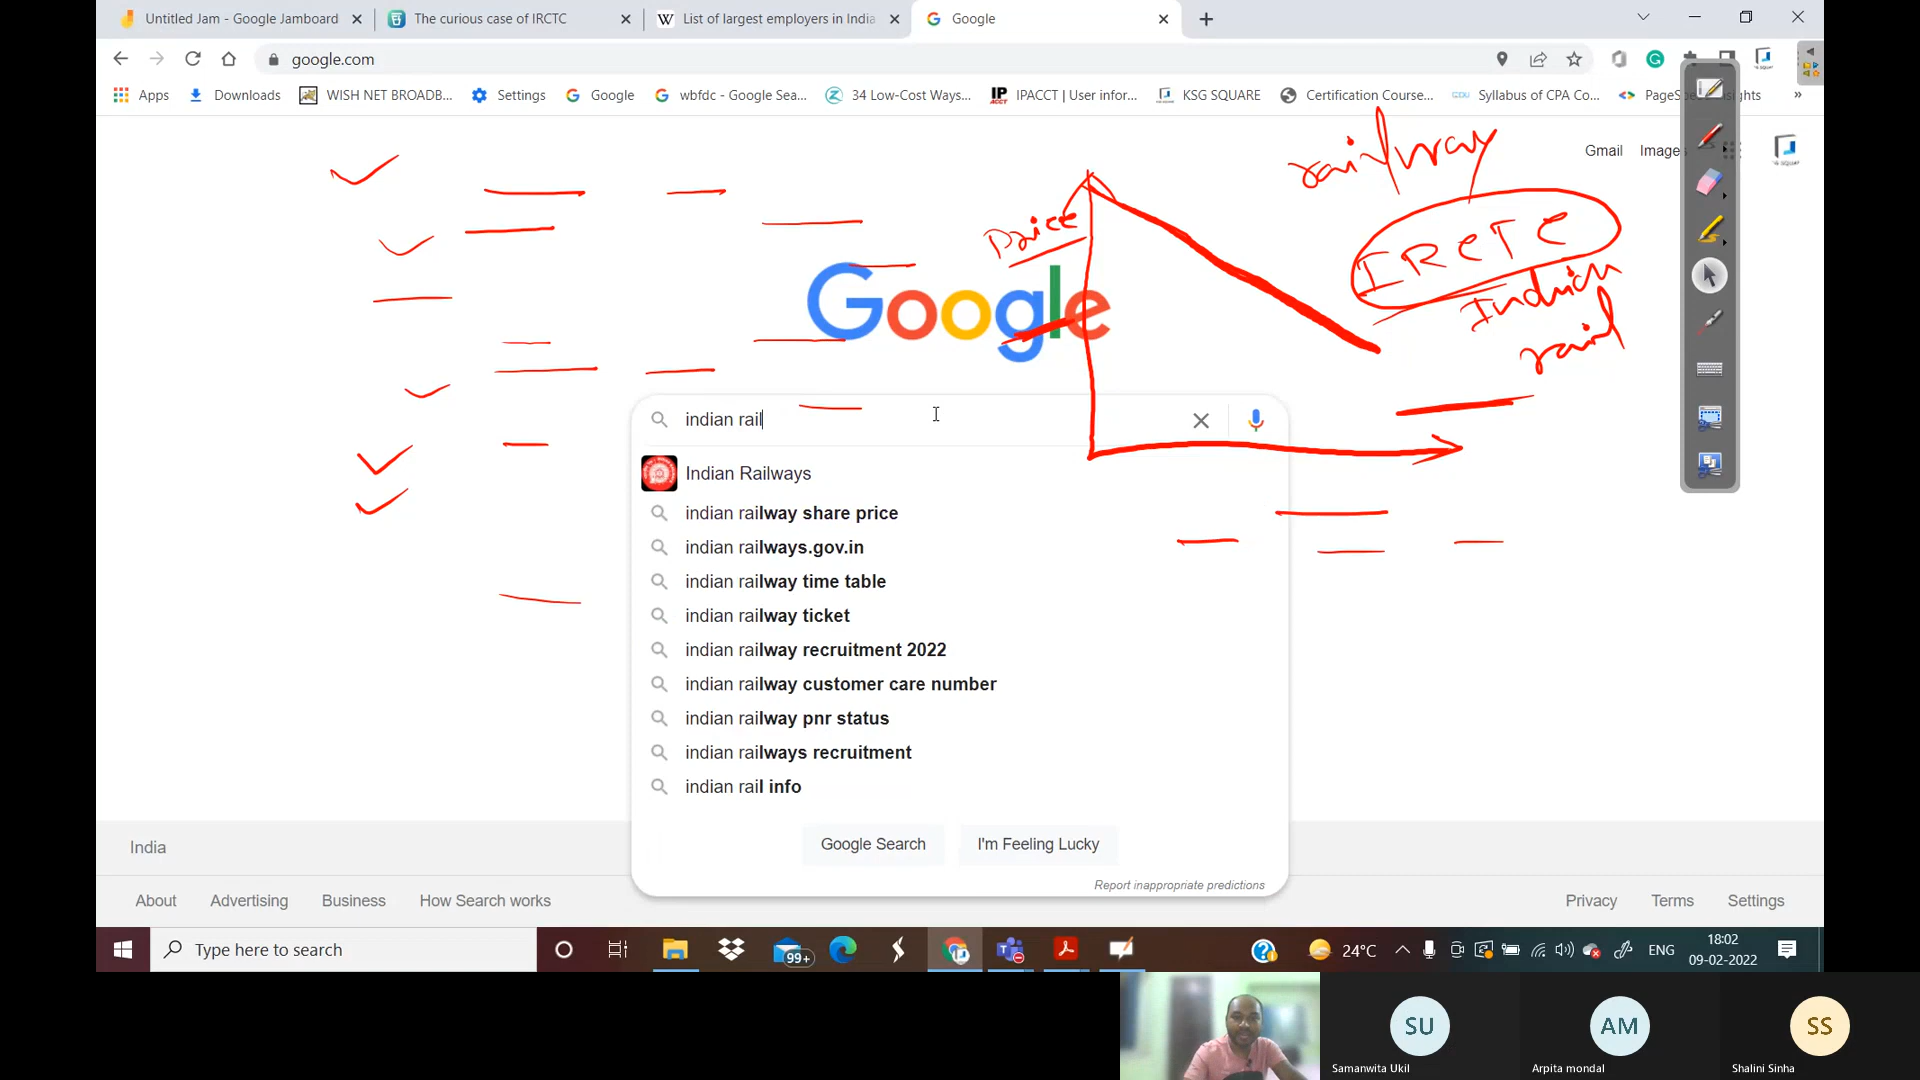 Untitled Jam - Google Jamboard
The curious case of IRCTC
List of largest employers in India
Google
google.com
Apps
Downloads
WISH NET BROADB...
Settings
Google
wbfdc - Google Sea...
34 Low-Cost Ways...
IPACCT | User infor...
KSG SQUARE
Certification Course...
Syllabus of CPA Co...
PageSpeed Insights
»
railway
Gmail
Images
Price
IRCTC
Indian
rail
Google
indian rail
Indian Railways
indian railway share price
indian railways.gov.in
indian railway time table
indian railway ticket
indian railway recruitment 2022
indian railway customer care number
indian railway pnr status
indian railways recruitment
indian rail info
Google Search
I'm Feeling Lucky
Report inappropriate predictions
India
About
Advertising
Business
How Search works
Privacy
Terms
Settings
Type here to search
99+
24°C
ENG
18:02
09-02-2022
SU
AM
SS
Samanwita Ukil
Arpita mondal
Shalini Sinha